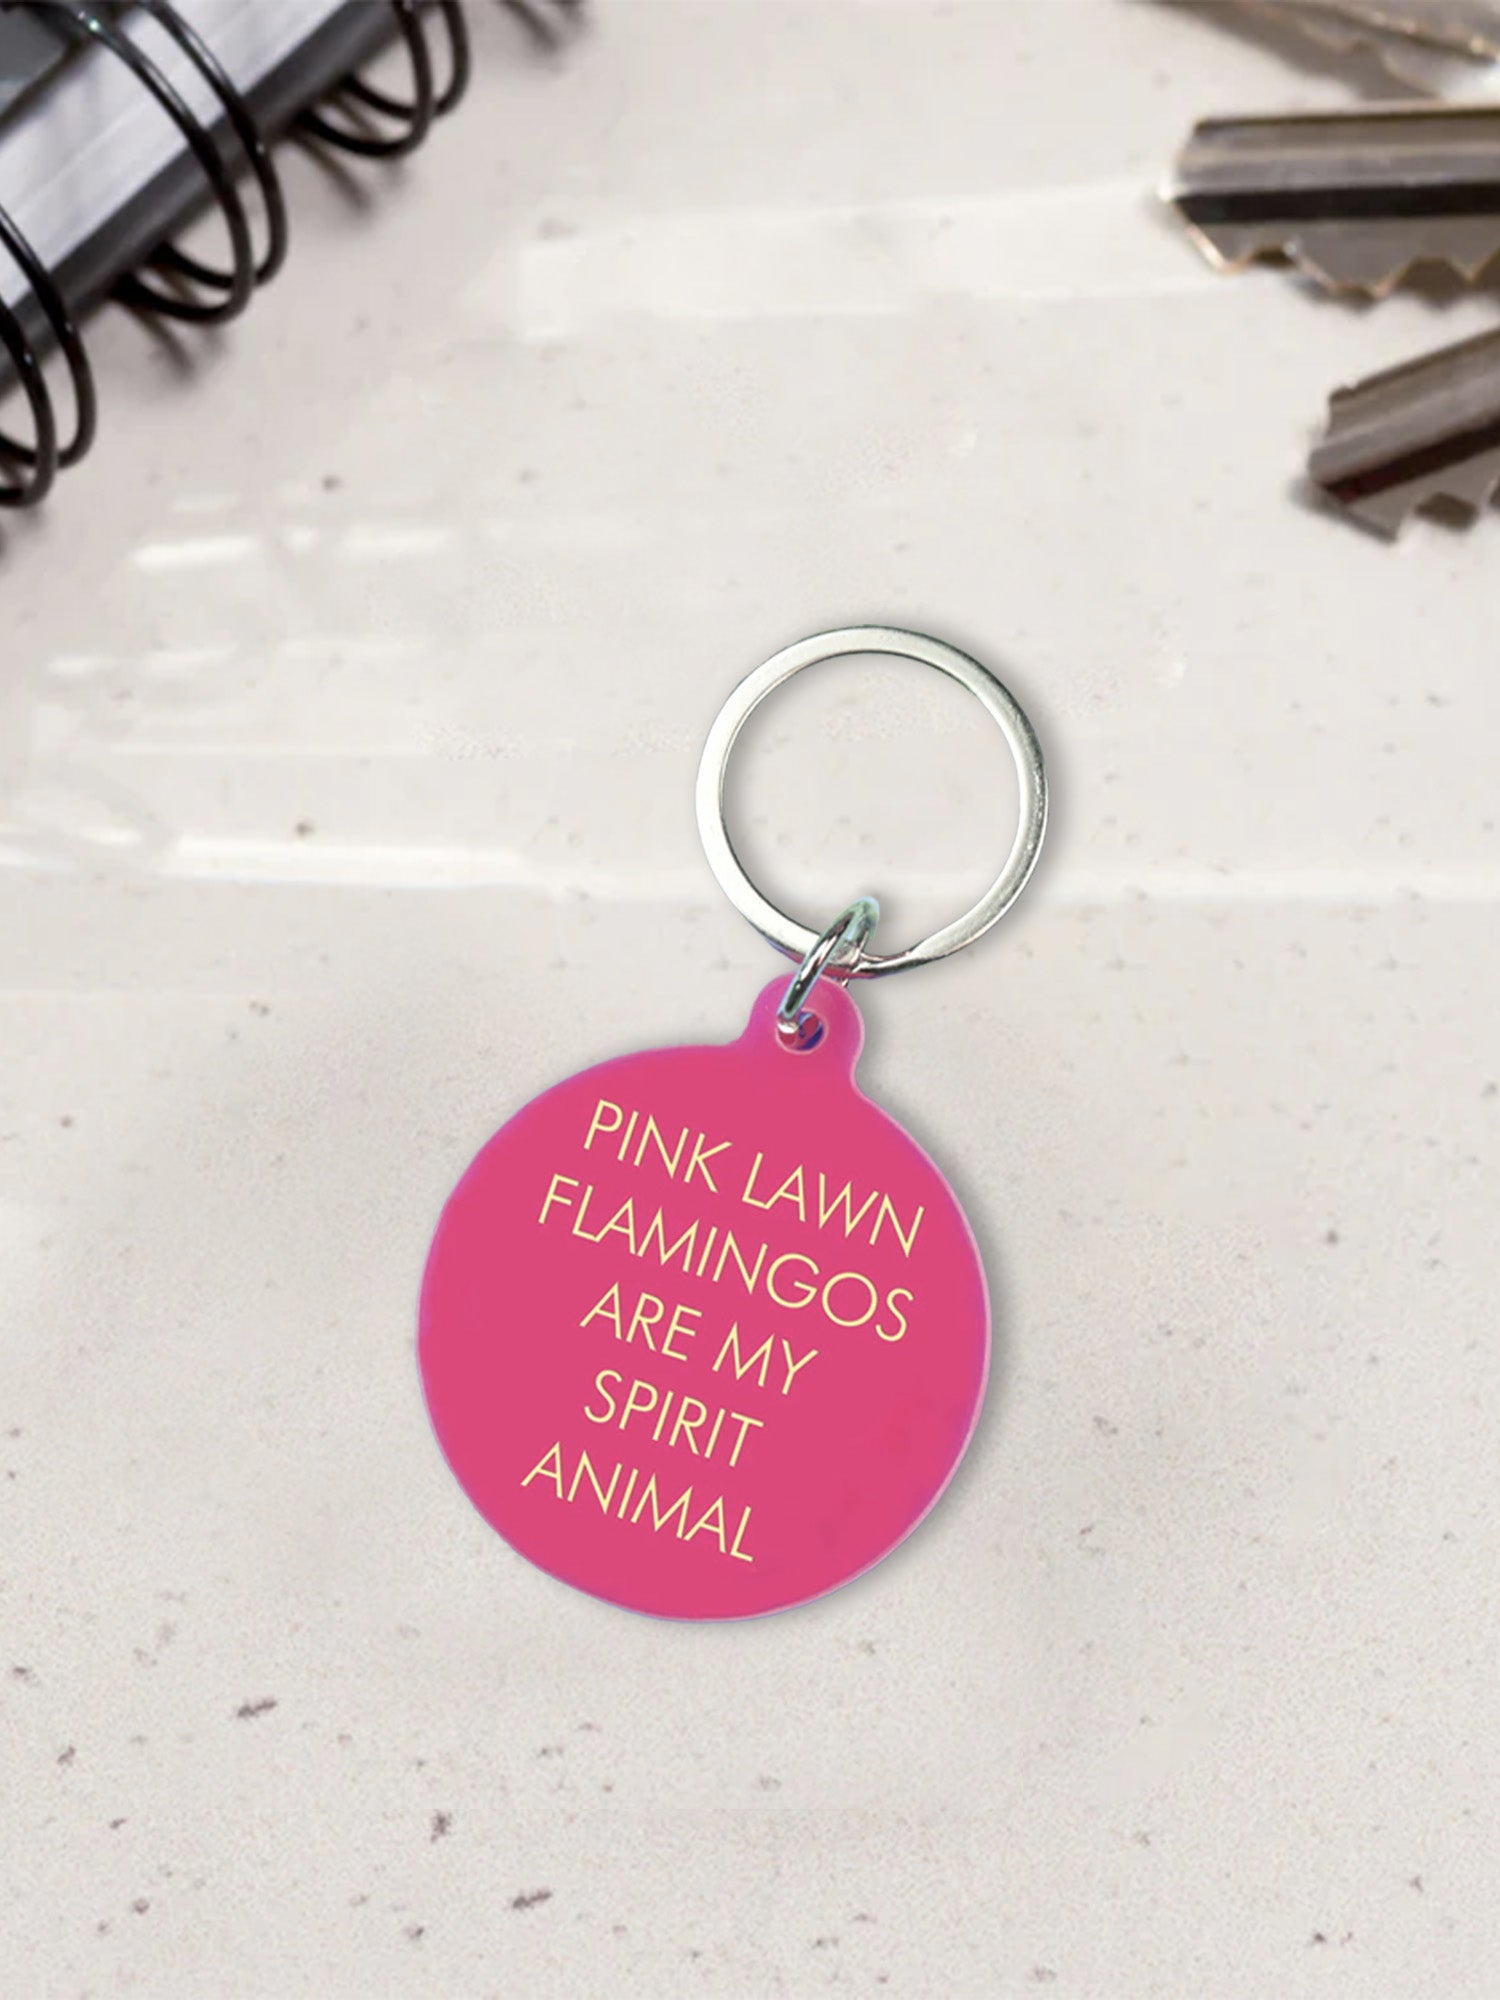 PINK LAWN
FLAMINGOS
ARE MY
SPIRIT
ANIMAL